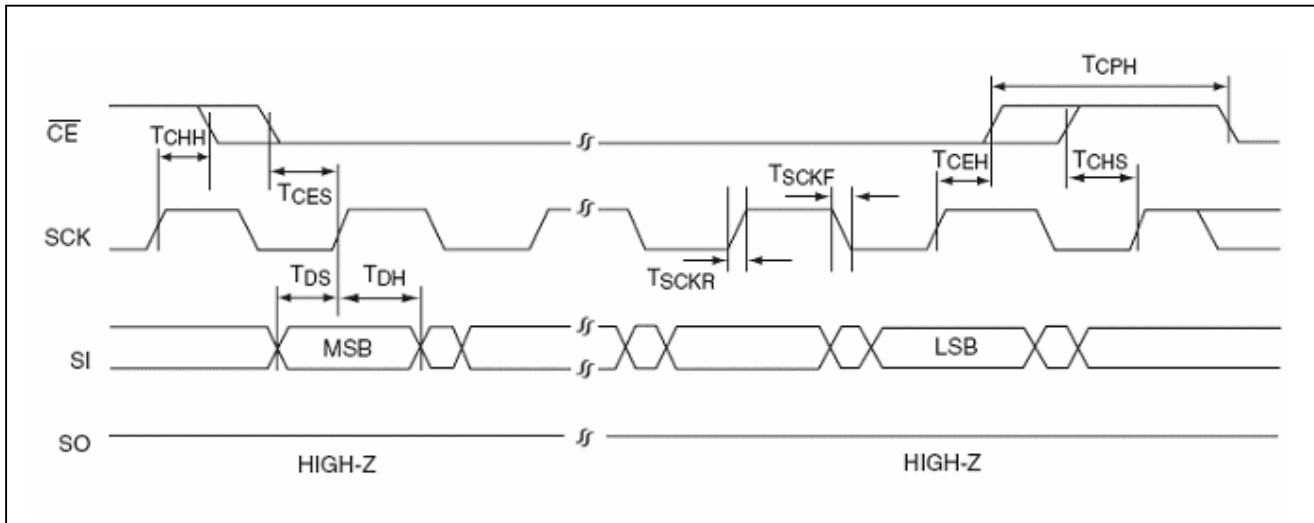 TCPH
CE
TCHH
TCEH
TCHS
TCES
TSCKF
SCK
TDS
TDH
TSCKR
SI
MSB
LSB
SO
HIGH-Z
HIGH-Z